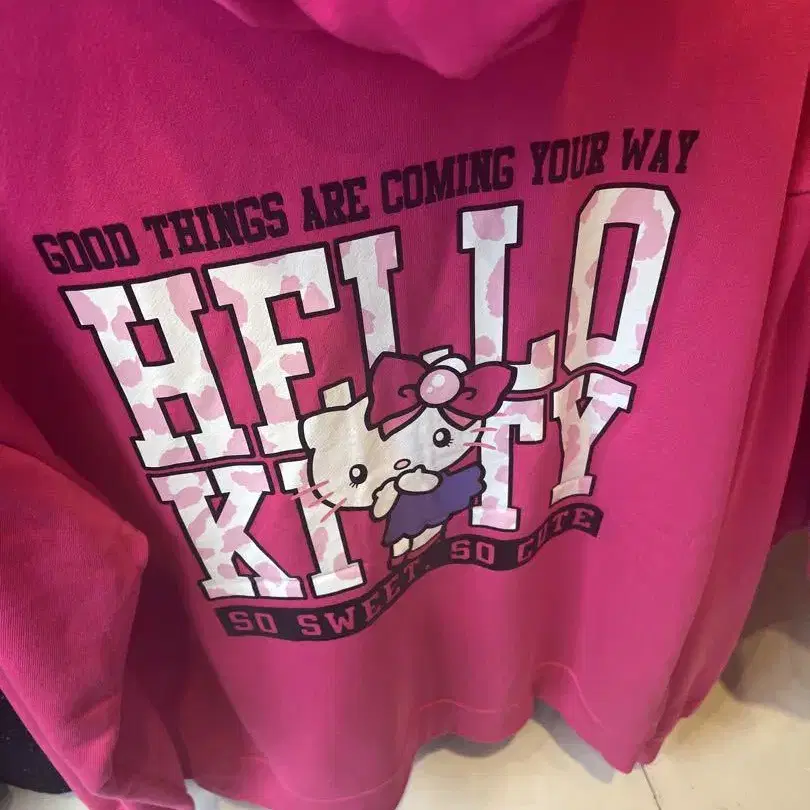 GOOD THINGS ARE COMING YOUR WAY
HELLO
KITTY
SO SWEET. SO CUTE